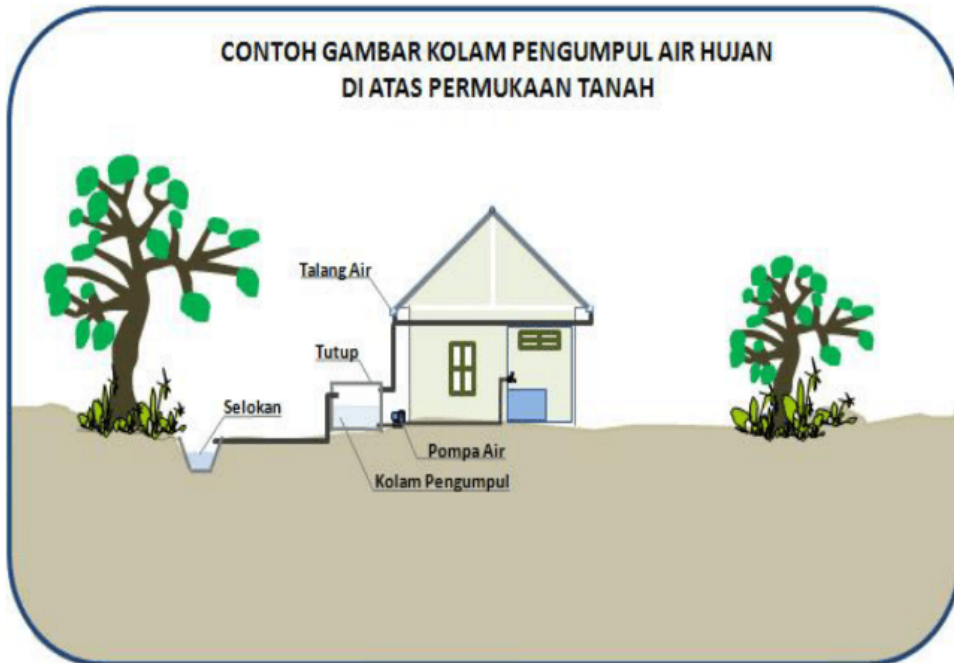 CONTOH GAMBAR KOLAM PENGUMPUL AIR HUJAN
DI ATAS PERMUKAAN TANAH
Talang Air
Tutup
Selokan
Pompa Air
Kolam Pengumpul